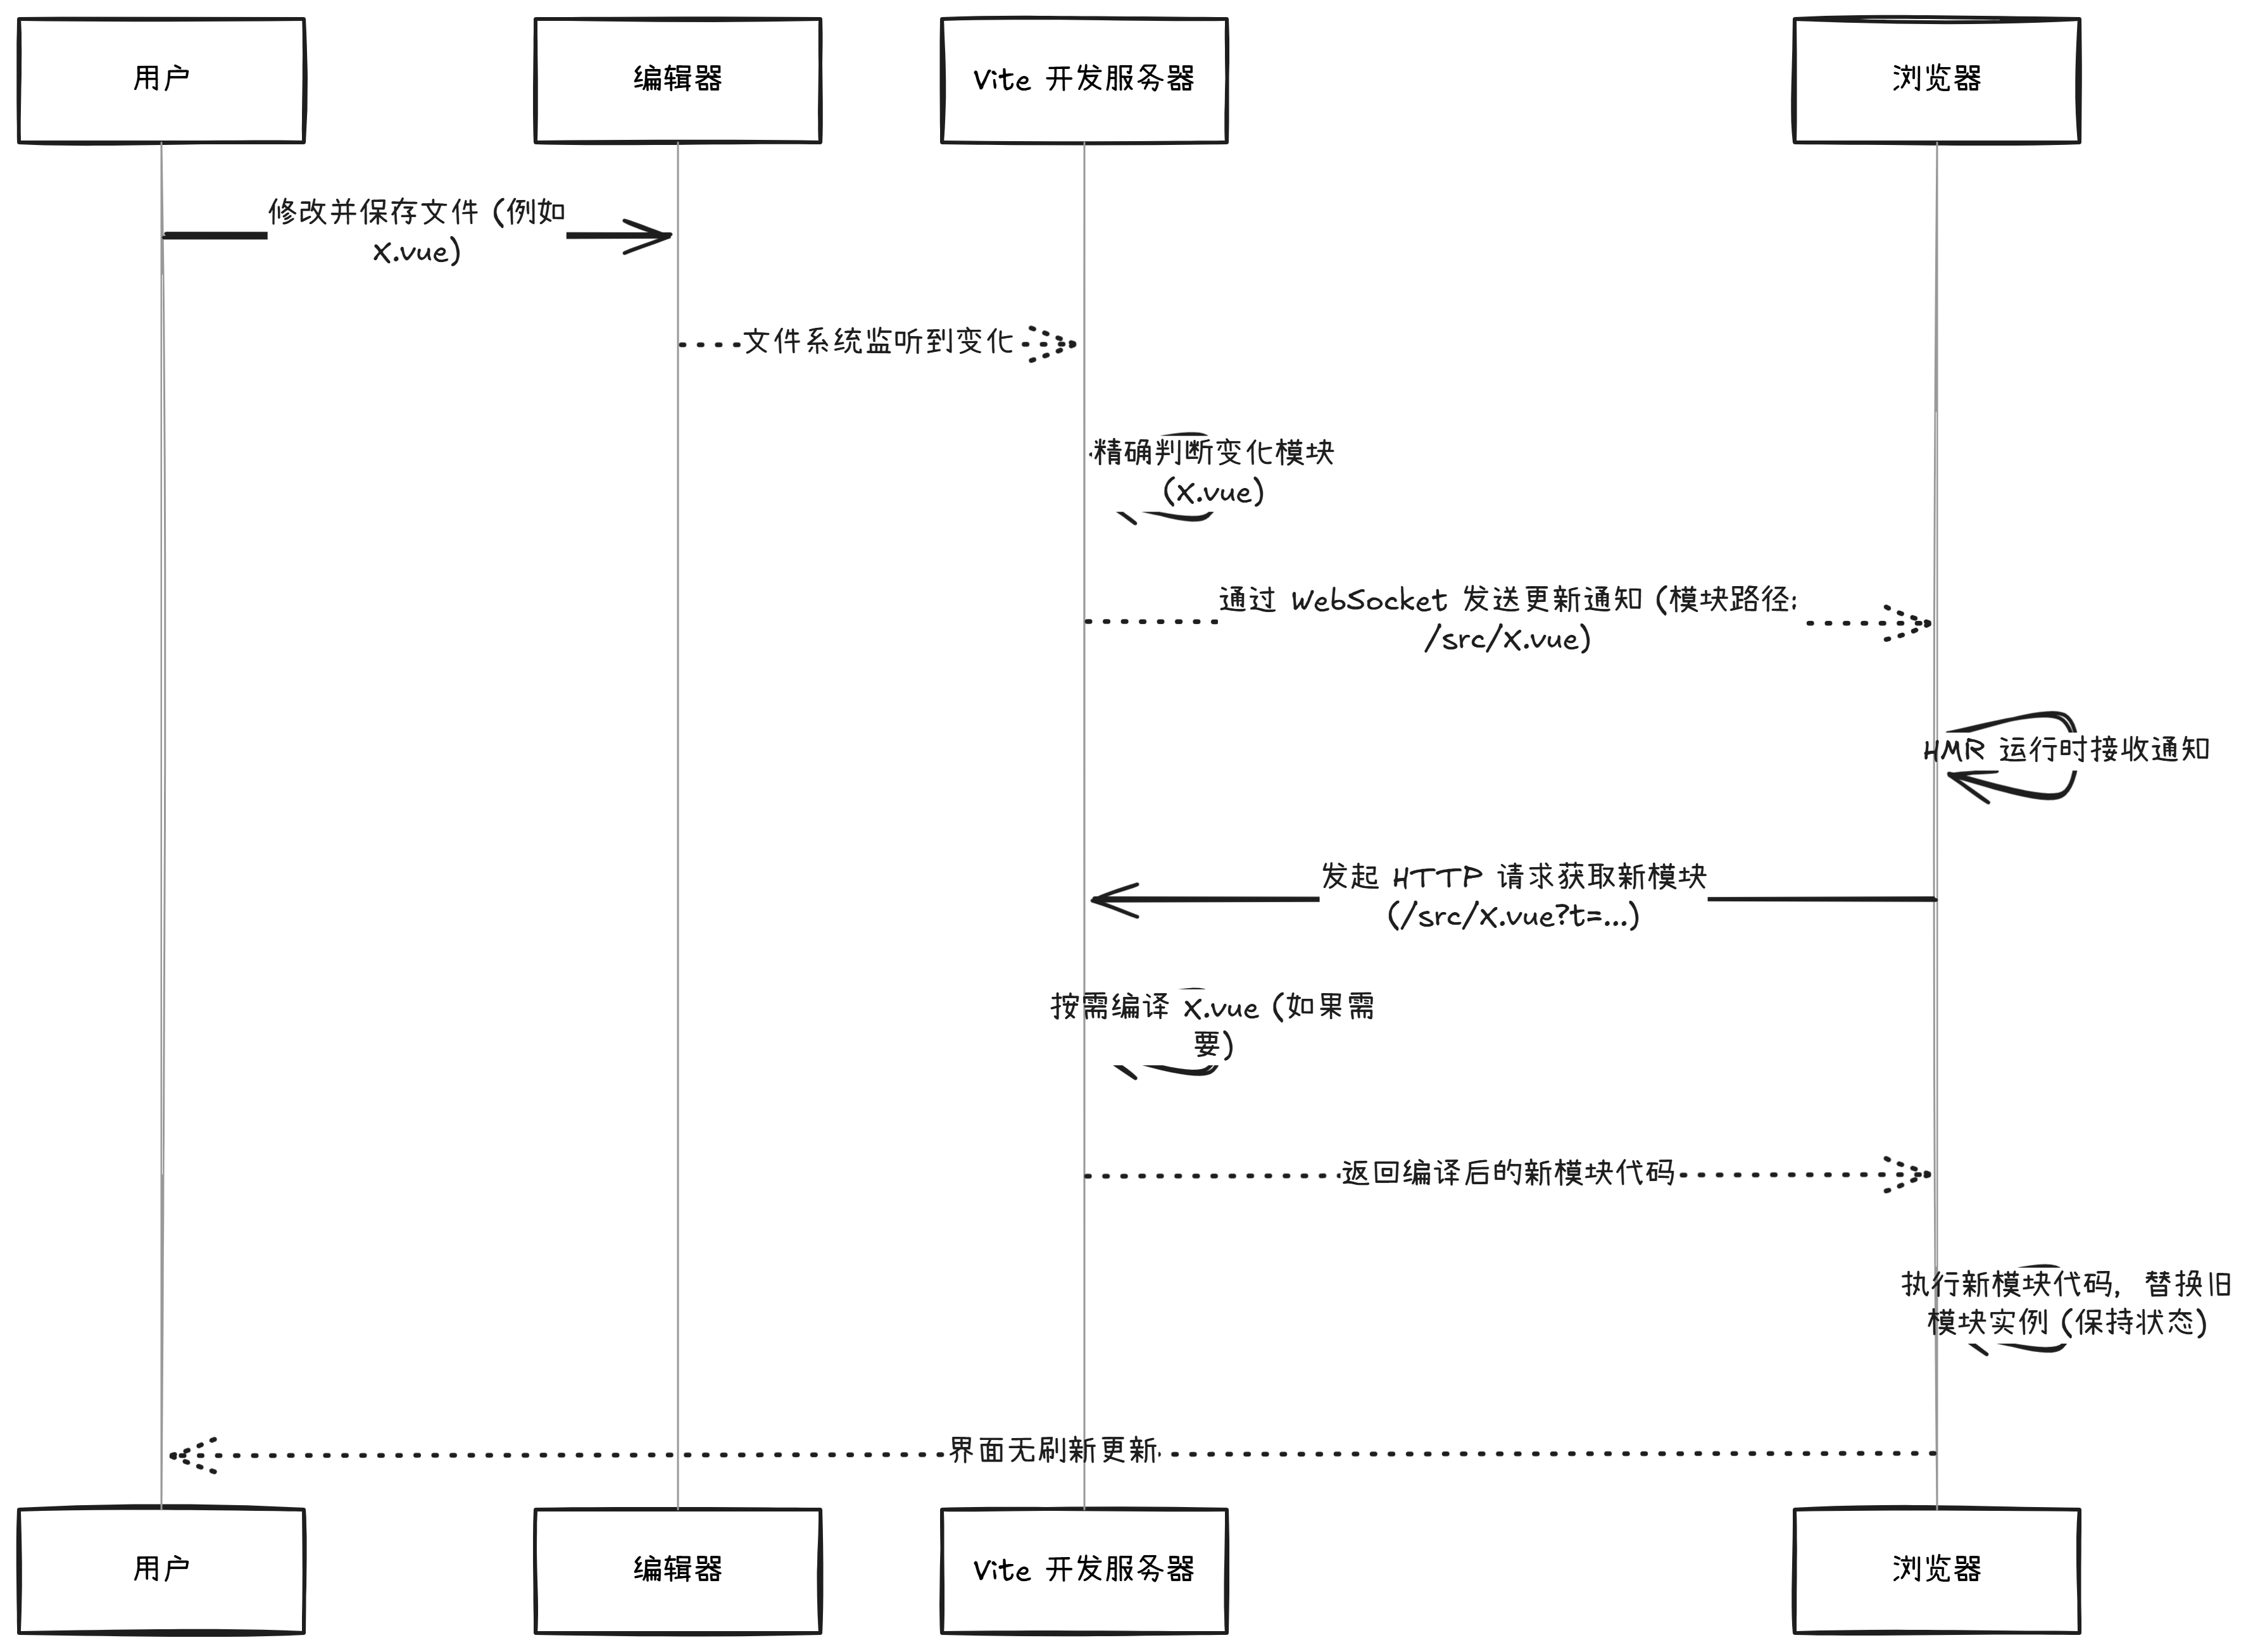 用户
编辑器
Vite 开发服务器
浏览器
修改并保存文件 (例如
X.vue)
文件系统监听到变化
精确判断变化模块
(X.vue)
通过 WebSocket 发送更新通知 (模块路径:
/src/X.vue)
HMR 运行时接收通知
发起 HTTP 请求获取新模块
(/src/X.vue?t=...)
按需编译 X.vue (如果需
要)
返回编译后的新模块代码
执行新模块代码，替换旧
模块实例 (保持状态)
界面无刷新更新
用户
编辑器
Vite 开发服务器
浏览器